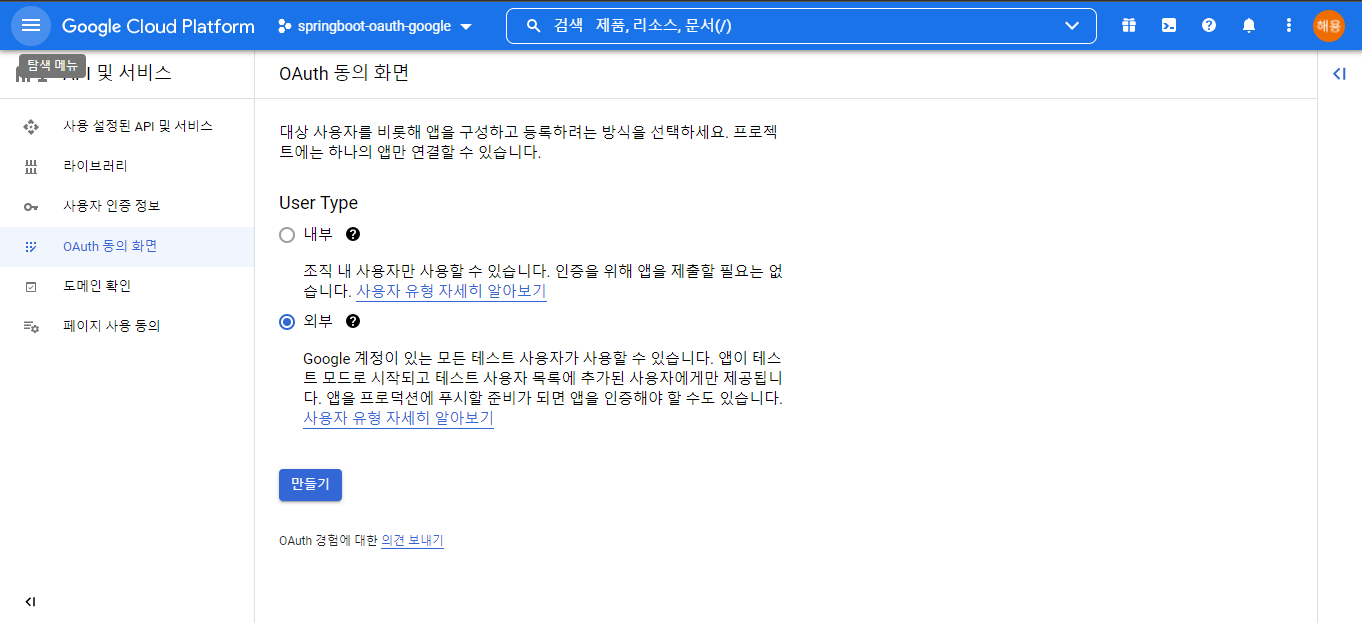 Google Cloud Platform
springboot-oauth-google
검색 제품, 리소스, 문서(/)
해용
탐색 메뉴
API 및 서비스
OAuth 동의 화면
사용 설정된 API 및 서비스
라이브러리
사용자 인증 정보
OAuth 동의 화면
도메인 확인
페이지 사용 동의
대상 사용자를 비롯해 앱을 구성하고 등록하려는 방식을 선택하세요. 프로젝
트에는 하나의 앱만 연결할 수 있습니다.
User Type
내부
조직 내 사용자만 사용할 수 있습니다. 인증을 위해 앱을 제출할 필요는 없
습니다. 사용자 유형 자세히 알아보기
외부
Google 계정이 있는 모든 테스트 사용자가 사용할 수 있습니다. 앱이 테스
트 모드로 시작되고 테스트 사용자 목록에 추가된 사용자에게만 제공됩니
다. 앱을 프로덕션에 푸시할 준비가 되면 앱을 인증해야 할 수도 있습니다.
사용자 유형 자세히 알아보기
만들기
OAuth 경험에 대한 의견 보내기